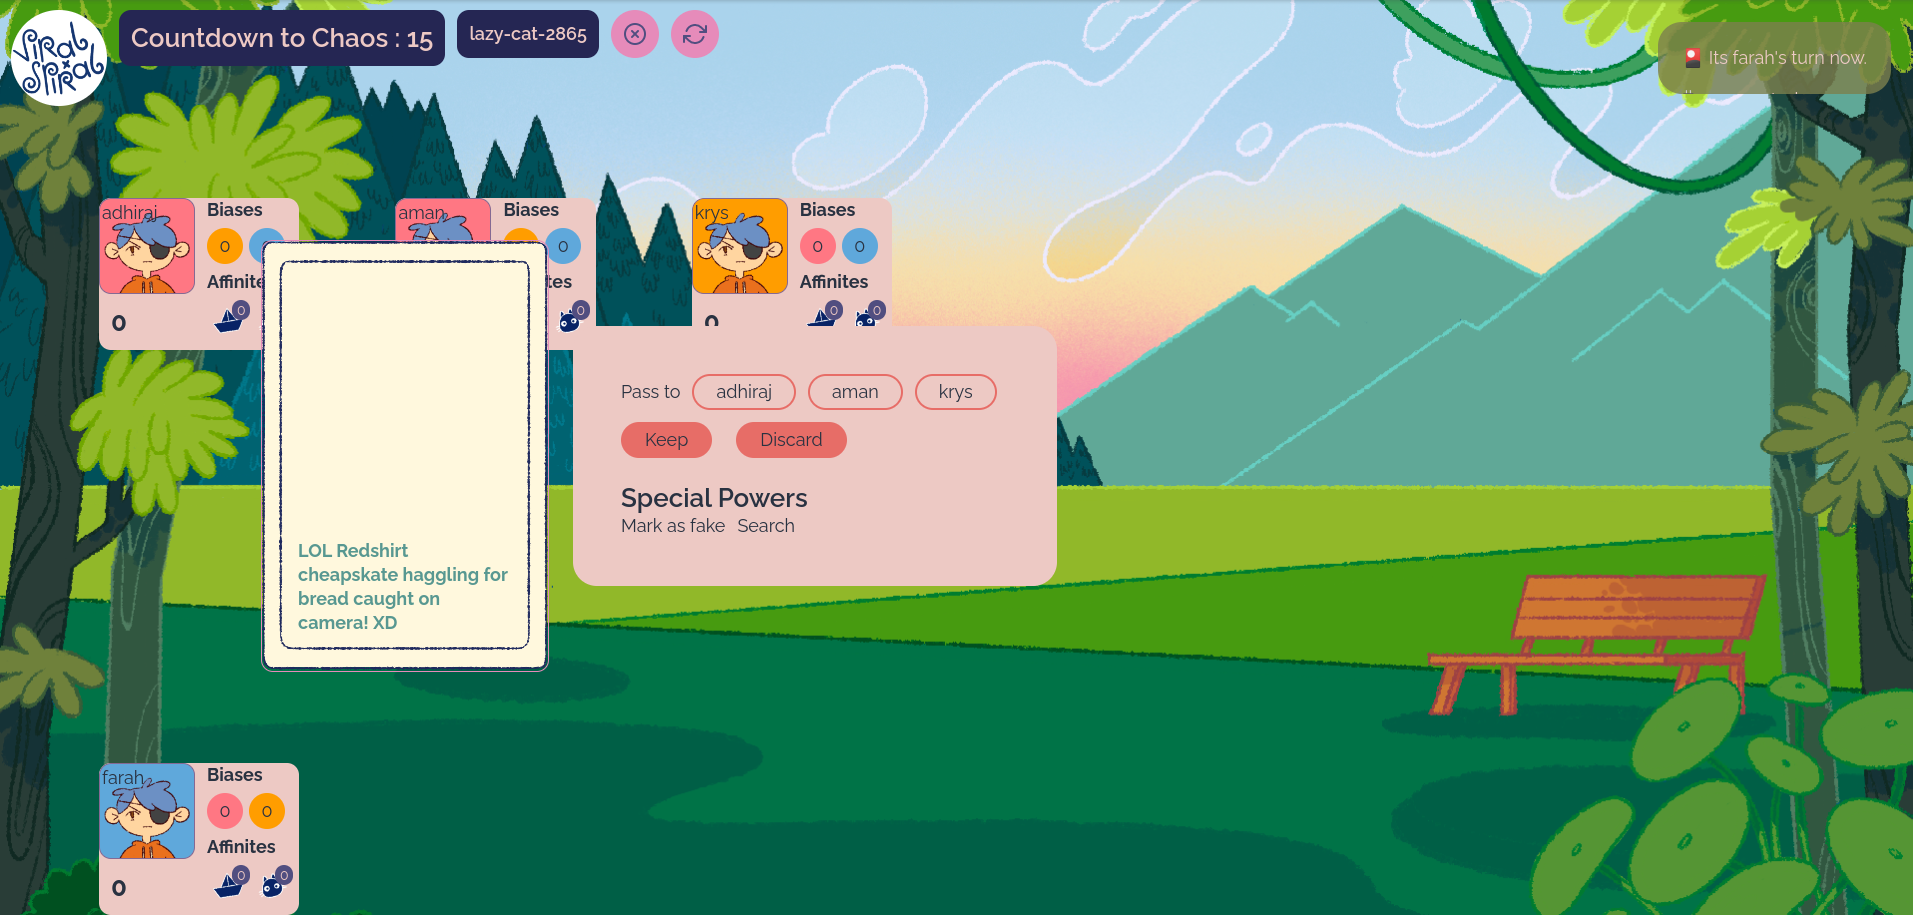 Viral Spiral
Countdown to Chaos : 15
lazy-cat-2865
🎴 Its farah's turn now.
adhiraj
Biases
0
Affinite
0
0
aman
Biases
0
tes
0
krys
Biases
0 0
Affinites
0 0
0
Pass to adhiraj aman krys
Keep Discard
Special Powers
Mark as fake Search
LOL Redshirt
cheapskate haggling for
bread caught on
camera! XD
farah
Biases
0 0
Affinites
0 0
0